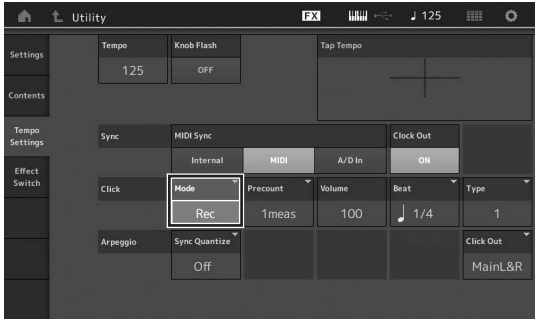 Utility FX 125
Settings
Contents
Tempo
Settings
Effect
Switch
Tempo Knob Flash Tap Tempo
125 OFF
Sync MIDI Sync Clock Out
Internal MIDI A/D In ON
Click Mode Precount Volume Beat Type
Rec 1meas 100 1/4 1
Arpeggio Sync Quantize Click Out
Off MainL&R